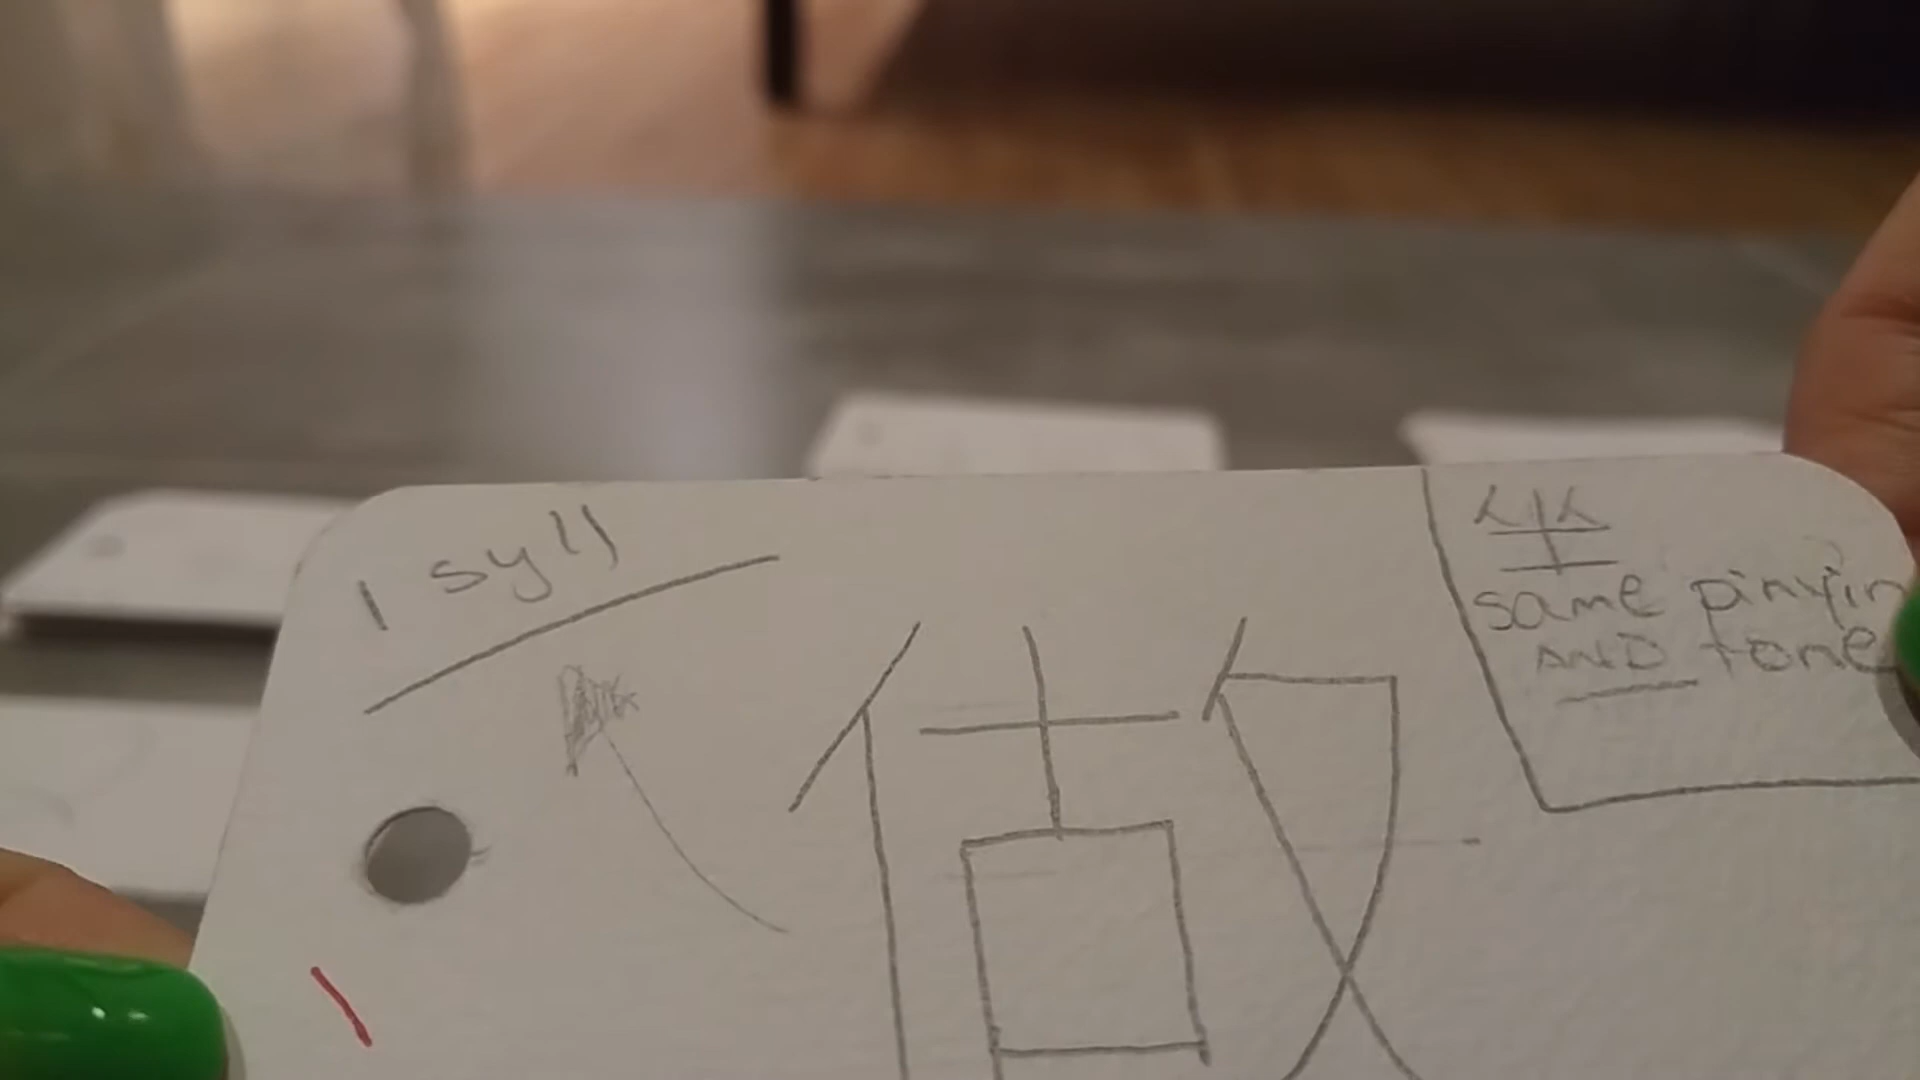 1 syll
做
坐
same pinyin
AND tone